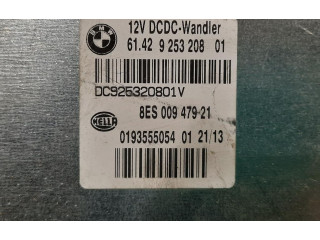 BMW
12V DCDC-Wandler
61.42 9 253 208 01
DC925320801V
HELLA
8ES 009 479-21
0193555054 01 21/13